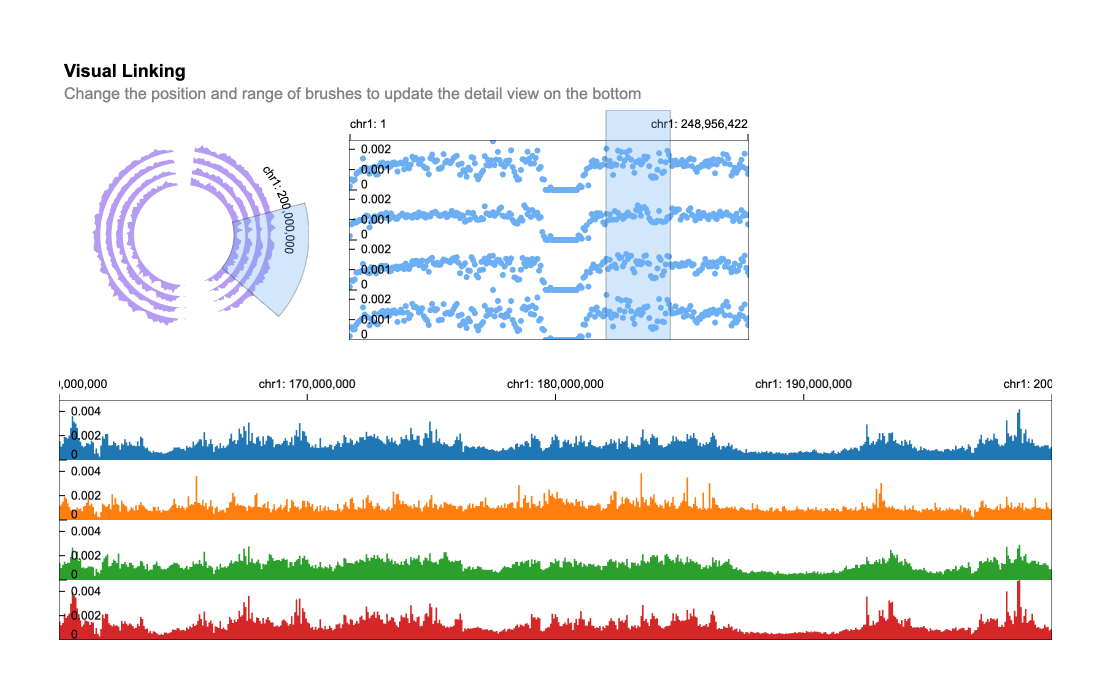 Visual Linking
Change the position and range of brushes to update the detail view on the bottom
chr1: 200,000,000
chr1: 1
chr1: 248,956,422
0.002
0.001
0
0.002
0.001
0
0.002
0.001
0
0.002
0.001
0
,000,000
chr1: 170,000,000
chr1: 180,000,000
chr1: 190,000,000
chr1: 200
0.004
0.002
0
0.004
0.002
0
0.004
0.002
0
0.004
0.002
0